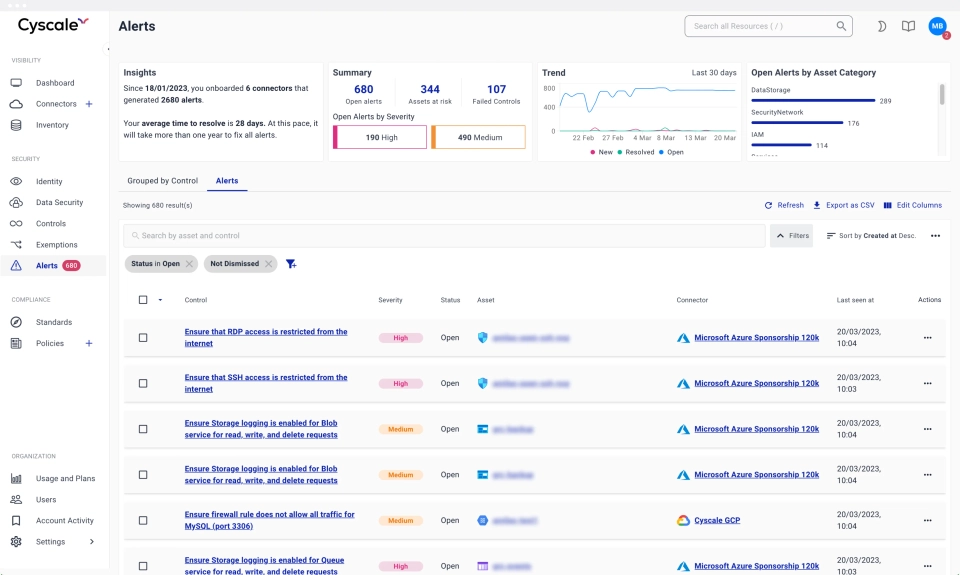 Cyscale
Alerts
Search all Resources ( / )
MB
2
VISIBILITY
Dashboard
Connectors +
Inventory
SECURITY
Identity
Data Security
Controls
Exemptions
Alerts 680
COMPLIANCE
Standards
Policies +
ORGANIZATION
Usage and Plans
Users
Account Activity
Settings
Insights
Since 18/01/2023, you onboarded 6 connectors that
generated 2680 alerts.
Your average time to resolve is 28 days. At this pace, it
will take more than one year to fix all alerts.
Summary
680 344 107
Open alerts Assets at risk Failed Controls
Open Alerts by Severity
190 High 490 Medium
Trend Last 30 days
800
400
0
22 Feb 27 Feb 4 Mar 8 Mar 13 Mar 20 Mar
New Resolved Open
Open Alerts by Asset Category
DataStorage
289
SecurityNetwork
176
IAM
114
Grouped by Control Alerts
Showing 680 result(s) Refresh Export as CSV Edit Columns
Search by asset and control Filters Sort by Created at Desc.
Status in Open Not Dismissed
Control Severity Status Asset Connector Last seen at Actions
Ensure that RDP access is restricted from the
internet
High Open Microsoft Azure Sponsorship 120k
20/03/2023,
10:04
Ensure that SSH access is restricted from the
internet
High Open Microsoft Azure Sponsorship 120k
20/03/2023,
10:03
Ensure Storage logging is enabled for Blob
service for read, write, and delete requests
Medium Open Microsoft Azure Sponsorship 120k
20/03/2023,
10:04
Ensure Storage logging is enabled for Blob
service for read, write, and delete requests
Medium Open Microsoft Azure Sponsorship 120k
20/03/2023,
10:04
Ensure firewall rule does not allow all traffic for
MySQL (port 3306)
Medium Open Cyscale GCP
20/03/2023,
10:04
Ensure Storage logging is enabled for Queue
service for read, write, and delete requests
High Open Microsoft Azure Sponsorship 120k
20/03/2023,
10:03